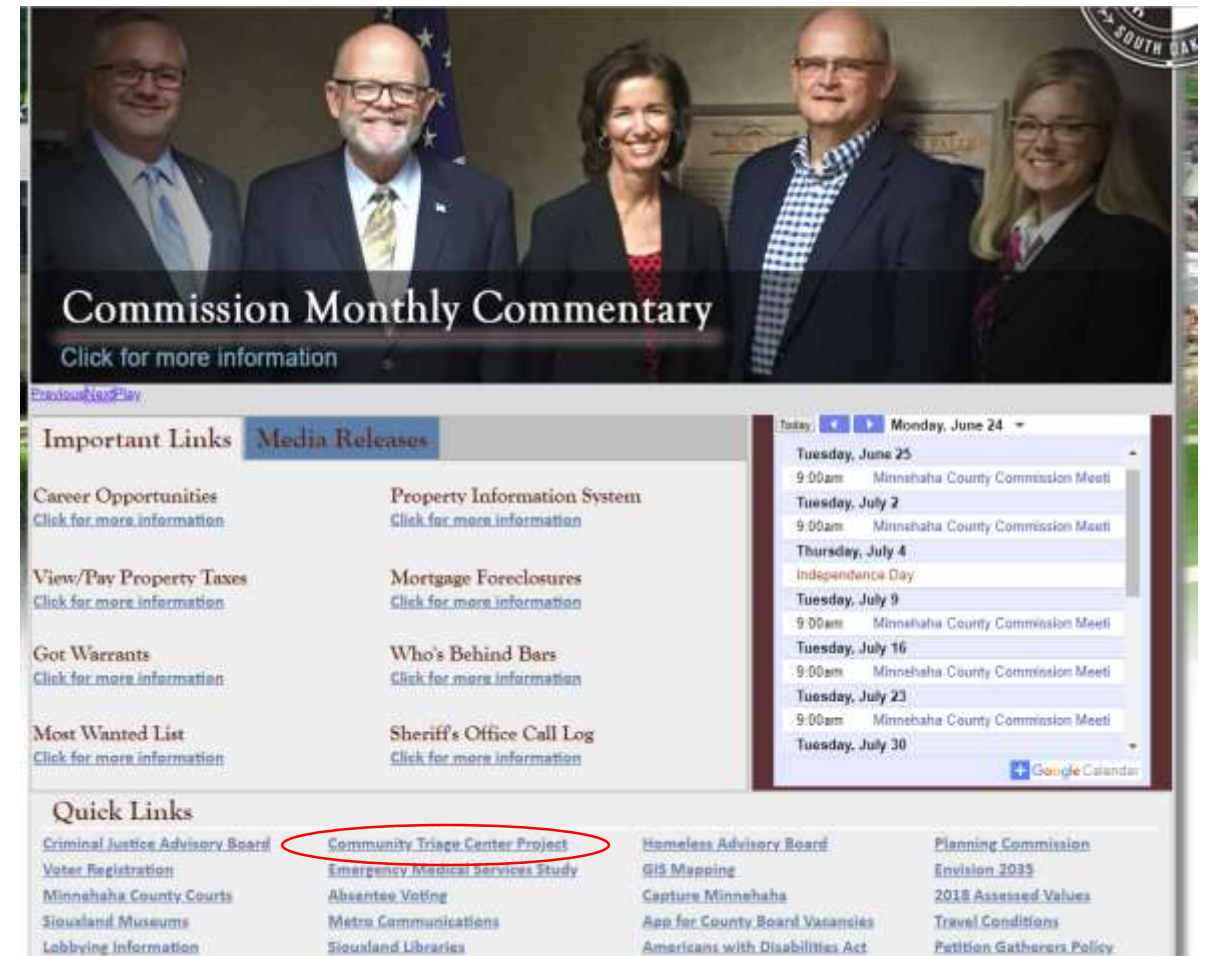 SOUTH DAK
Commission Monthly Commentary
Click for more information
PreviousNextPlay
Important Links Media Releases
Career Opportunities Property Information System
Click for more information Click for more information
View/Pay Property Taxes Mortgage Foreclosures
Click for more information Click for more information
Got Warrants Who's Behind Bars
Click for more information Click for more information
Most Wanted List Sheriff's Office Call Log
Click for more information Click for more information
Today Monday, June 24
Tuesday, June 25
9:00am Minnehaha County Commission Meeti
Tuesday, July 2
9:00am Minnehaha County Commission Meeti
Thursday, July 4
Independence Day
Tuesday, July 9
9:00am Minnehaha County Commission Meeti
Tuesday, July 16
9:00am Minnehaha County Commission Meeti
Tuesday, July 23
9:00am Minnehaha County Commission Meeti
Tuesday, July 30
Google Calendar
Quick Links
Criminal Justice Advisory Board Community Triage Center Project Homeless Advisory Board Planning Commission
Voter Registration Emergency Medical Services Study GIS Mapping Envision 2035
Minnehaha County Courts Absentee Voting Capture Minnehaha 2018 Assessed Values
Siouxland Museums Metro Communications App for County Board Vacancies Travel Conditions
Lobbying Information Siouxland Libraries Americans with Disabilities Act Petition Gatherers Policy